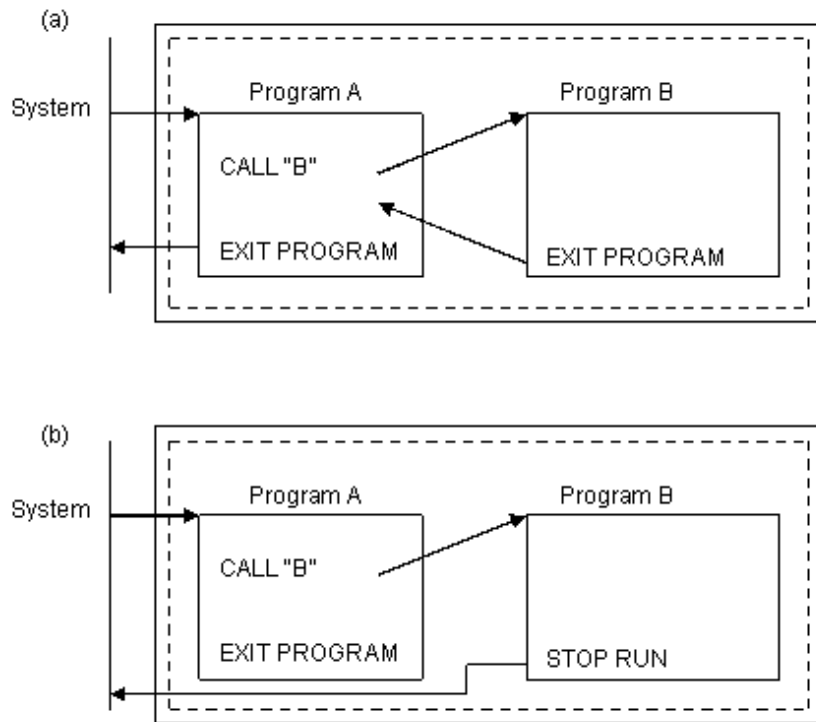 (a)
Program A
Program B
System
CALL "B"
EXIT PROGRAM
EXIT PROGRAM
(b)
Program A
Program B
System
CALL "B"
EXIT PROGRAM
STOP RUN